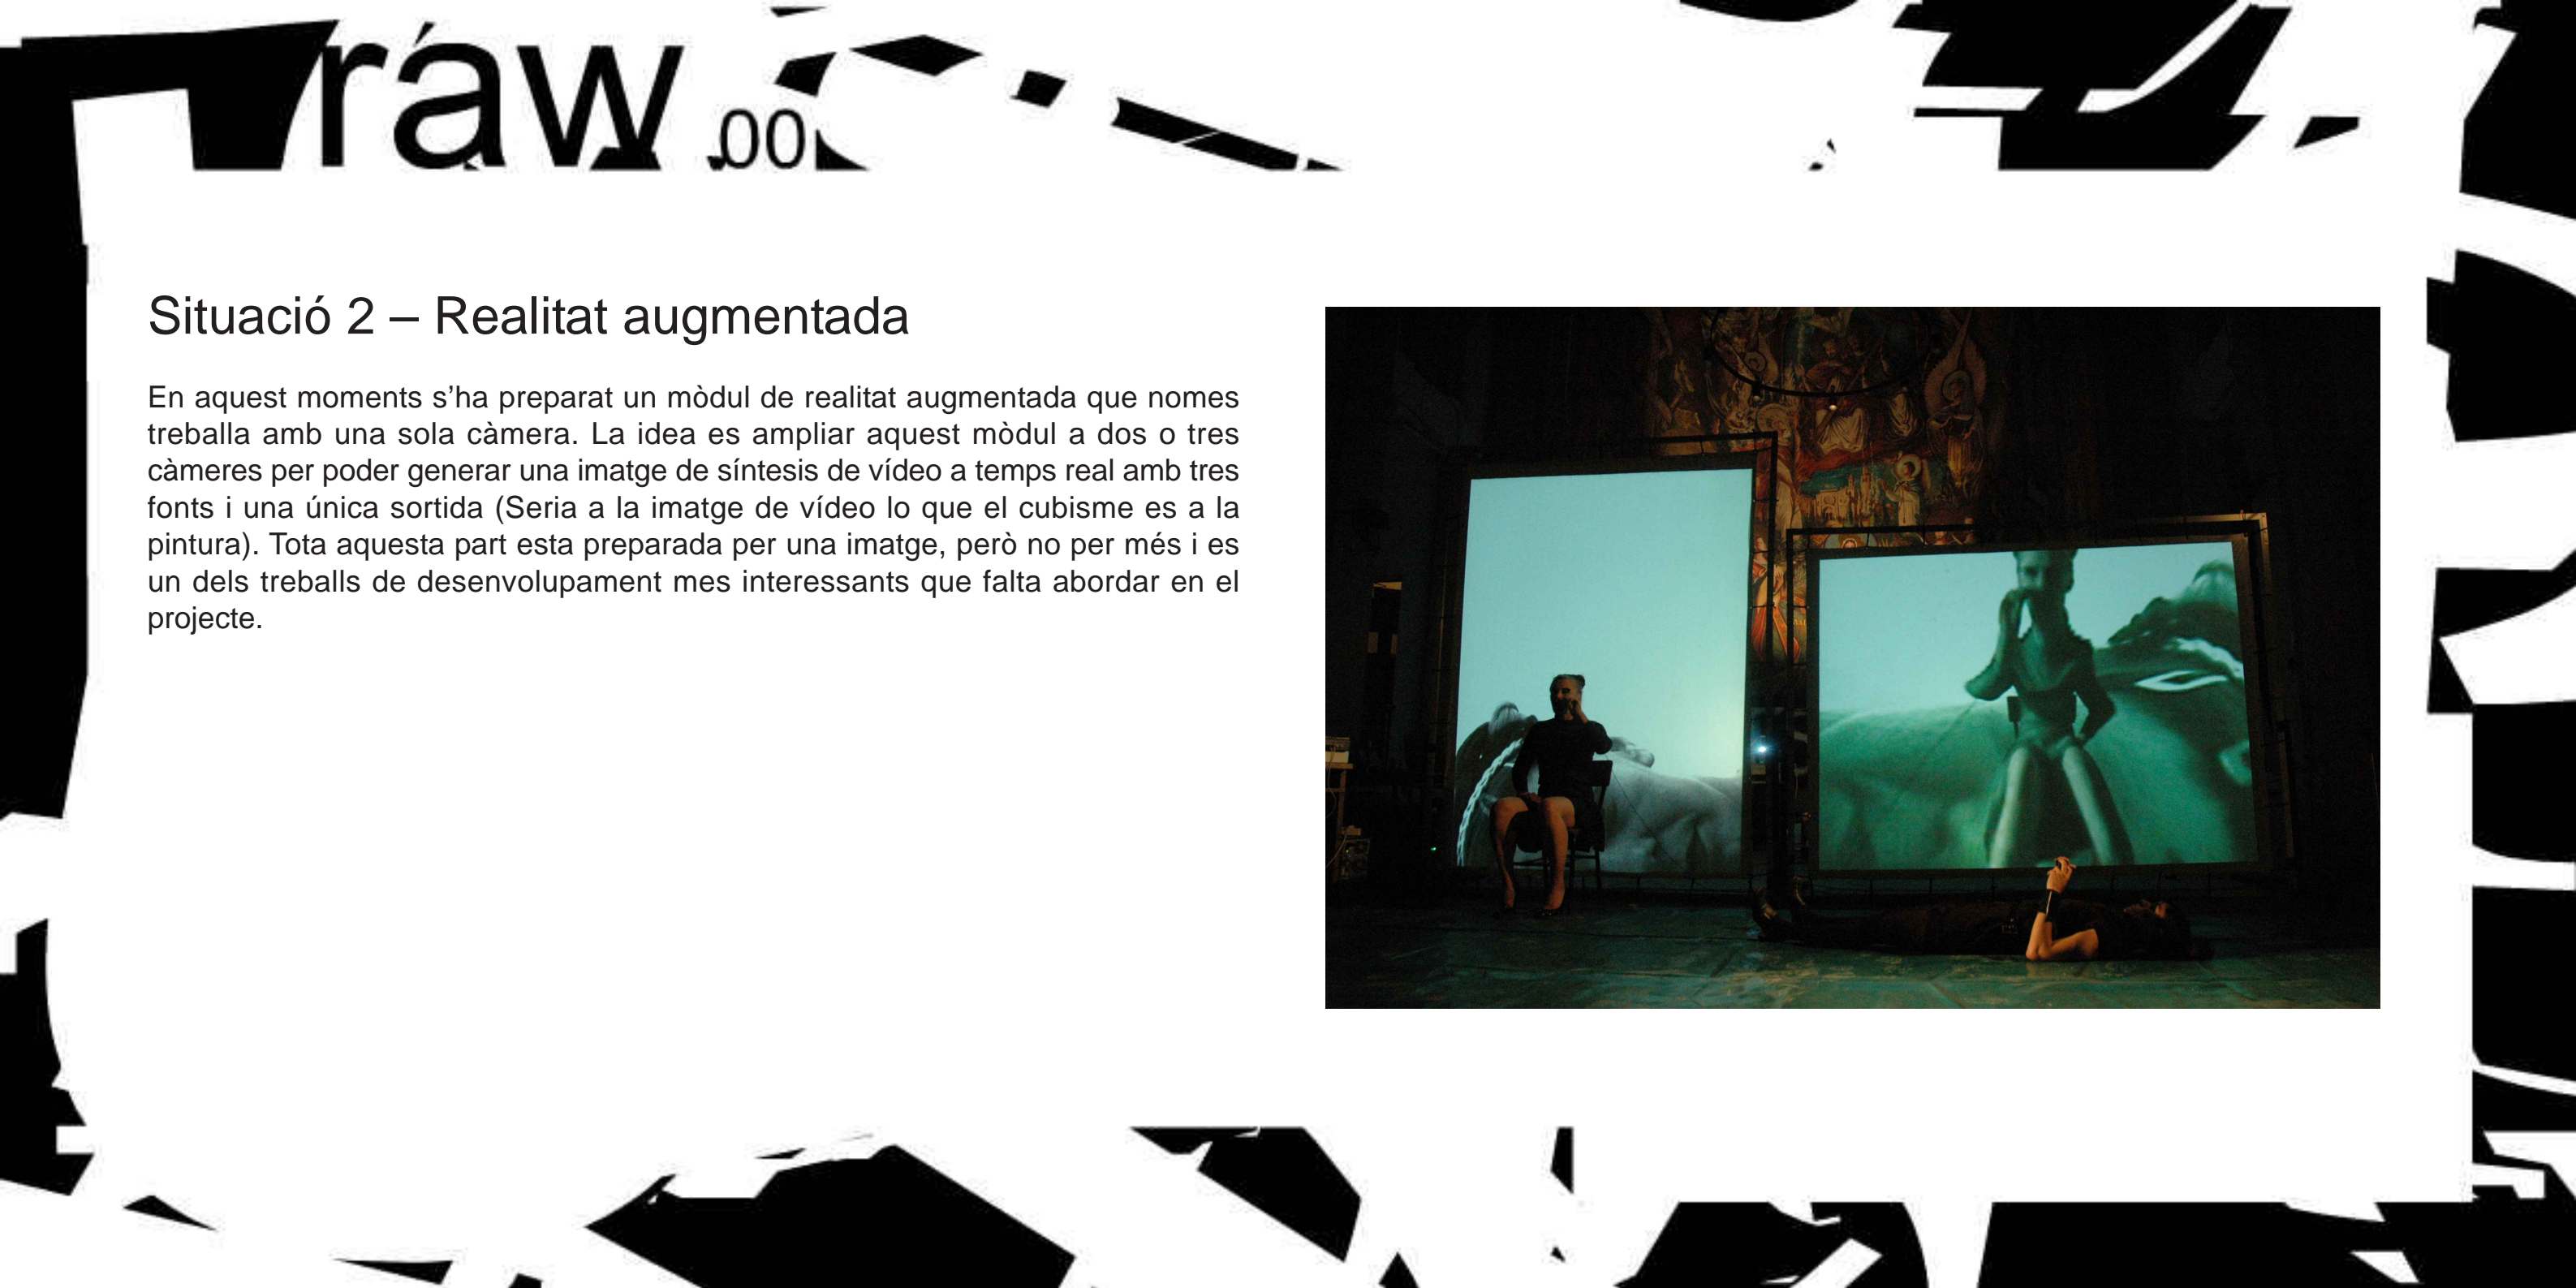 raw.00
Situació 2 – Realitat augmentada
En aquest moments s’ha preparat un mòdul de realitat augmentada que nomes
treballa amb una sola càmera. La idea es ampliar aquest mòdul a dos o tres
càmeres per poder generar una imatge de síntesis de vídeo a temps real amb tres
fonts i una única sortida (Seria a la imatge de vídeo lo que el cubisme es a la
pintura). Tota aquesta part esta preparada per una imatge, però no per més i es
un dels treballs de desenvolupament mes interessants que falta abordar en el
projecte.